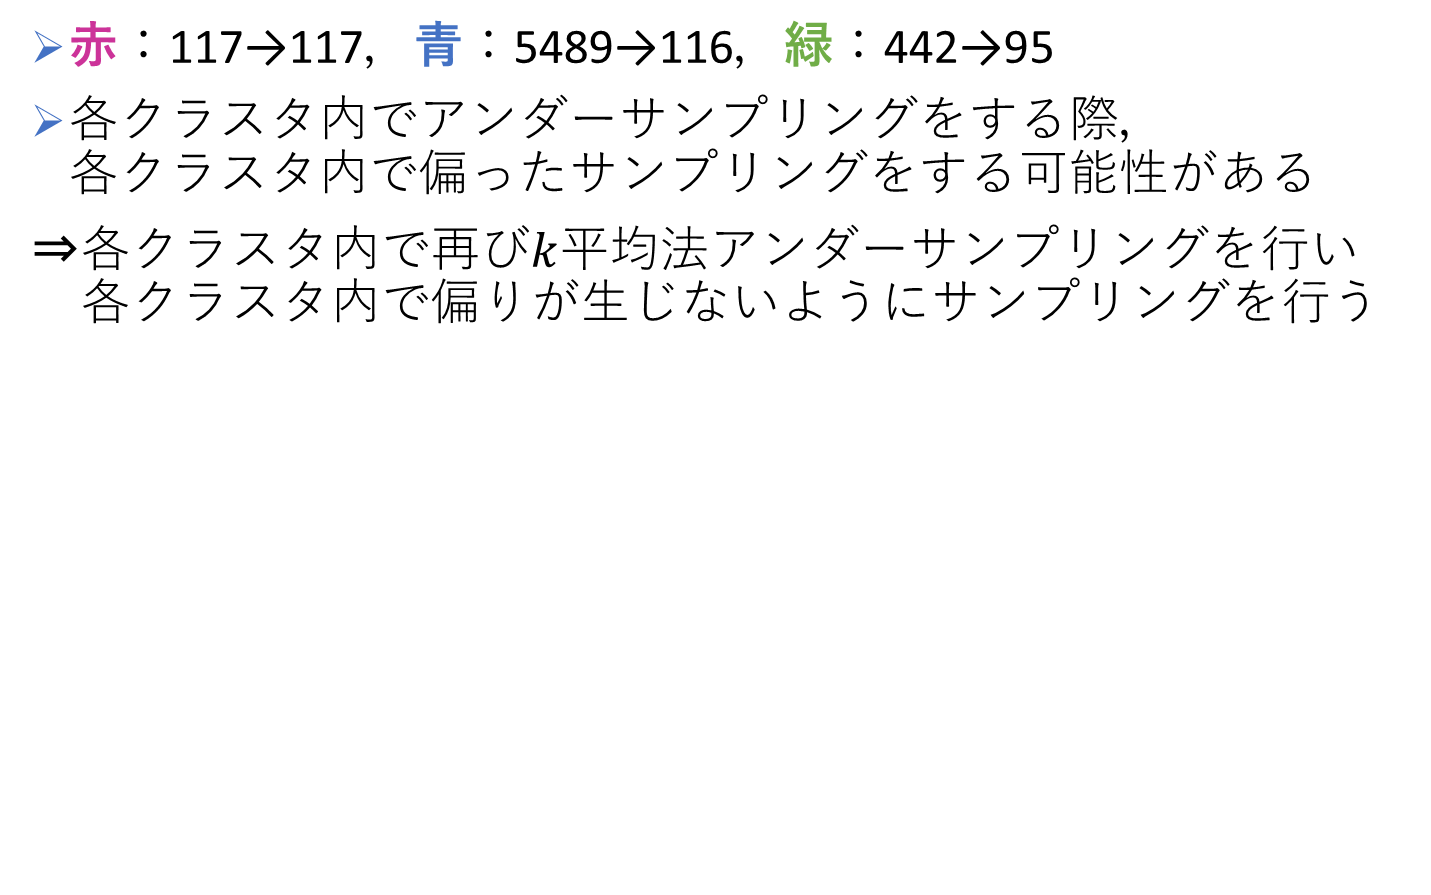 ➢赤：117→117, 青：5489→116, 緑：442→95
➢各クラスタ内でアンダーサンプリングをする際,
各クラスタ内で偏ったサンプリングをする可能性がある
⇒各クラスタ内で再びk平均法アンダーサンプリングを行い
各クラスタ内で偏りが生じないようにサンプリングを行う